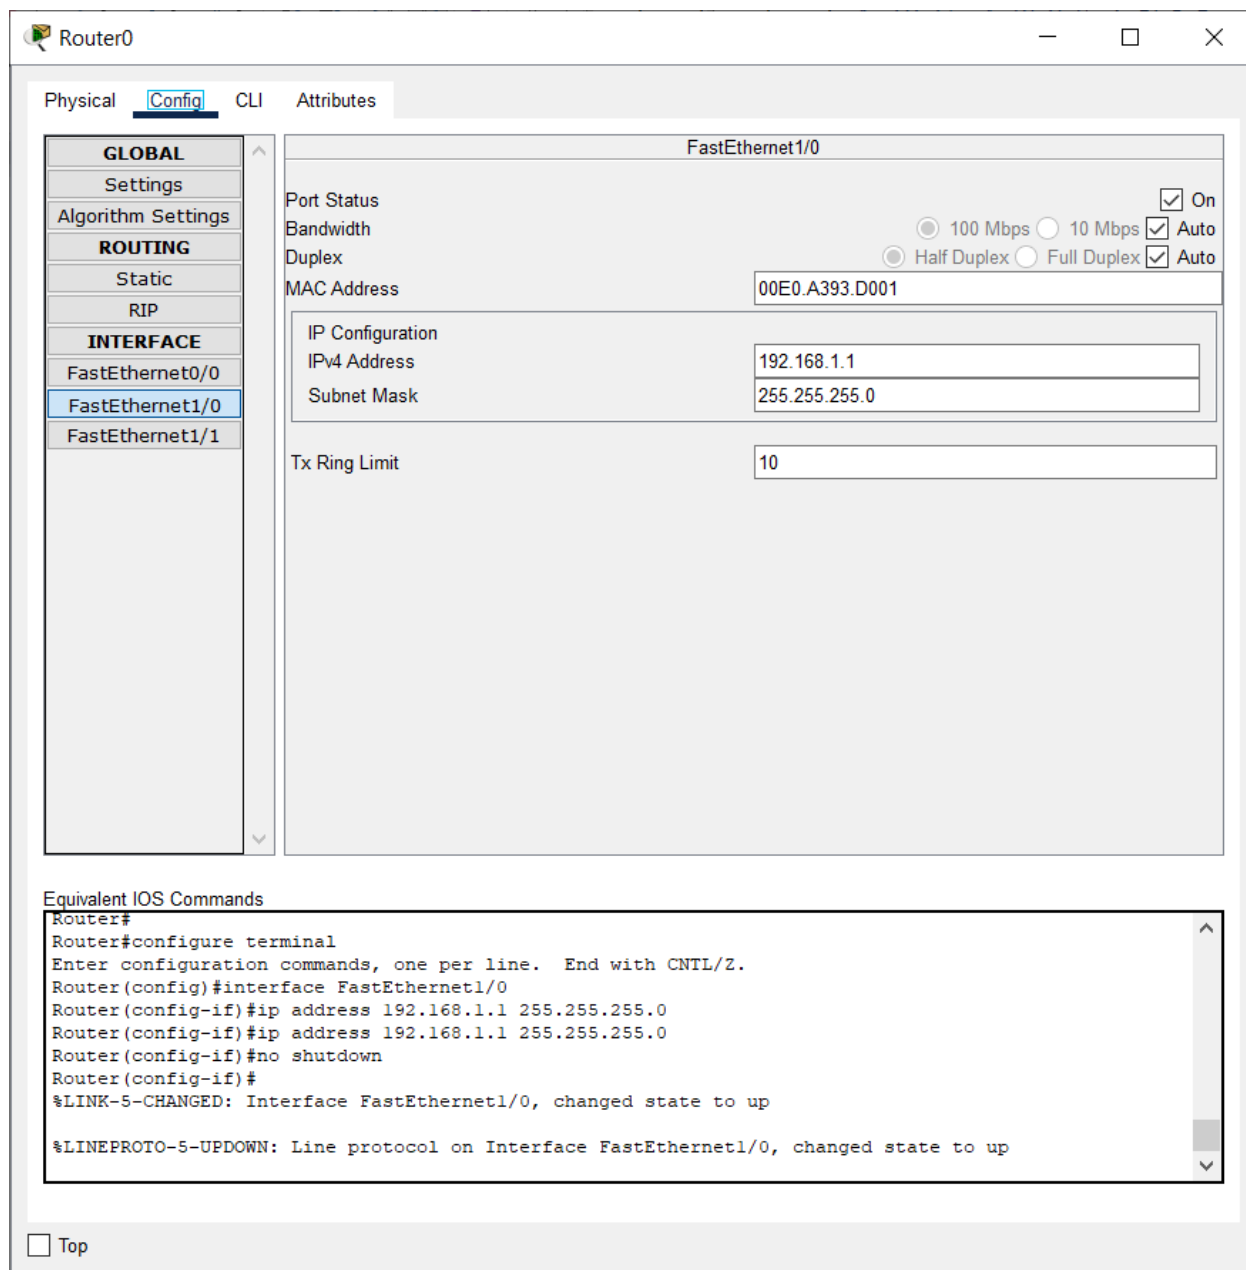 Router0
Physical Config CLI Attributes
GLOBAL
Settings
Algorithm Settings
ROUTING
Static
RIP
INTERFACE
FastEthernet0/0
FastEthernet1/0
FastEthernet1/1
FastEthernet1/0
Port Status On
Bandwidth 100 Mbps 10 Mbps Auto
Duplex Half Duplex Full Duplex Auto
MAC Address 00E0.A393.D001
IP Configuration
IPv4 Address 192.168.1.1
Subnet Mask 255.255.255.0
Tx Ring Limit 10
Equivalent IOS Commands
Router#
Router#configure terminal
Enter configuration commands, one per line.  End with CNTL/Z.
Router(config)#interface FastEthernet1/0
Router(config-if)#ip address 192.168.1.1 255.255.255.0
Router(config-if)#ip address 192.168.1.1 255.255.255.0
Router(config-if)#no shutdown
Router(config-if)#
%LINK-5-CHANGED: Interface FastEthernet1/0, changed state to up
%LINEPROTO-5-UPDOWN: Line protocol on Interface FastEthernet1/0, changed state to up
Top